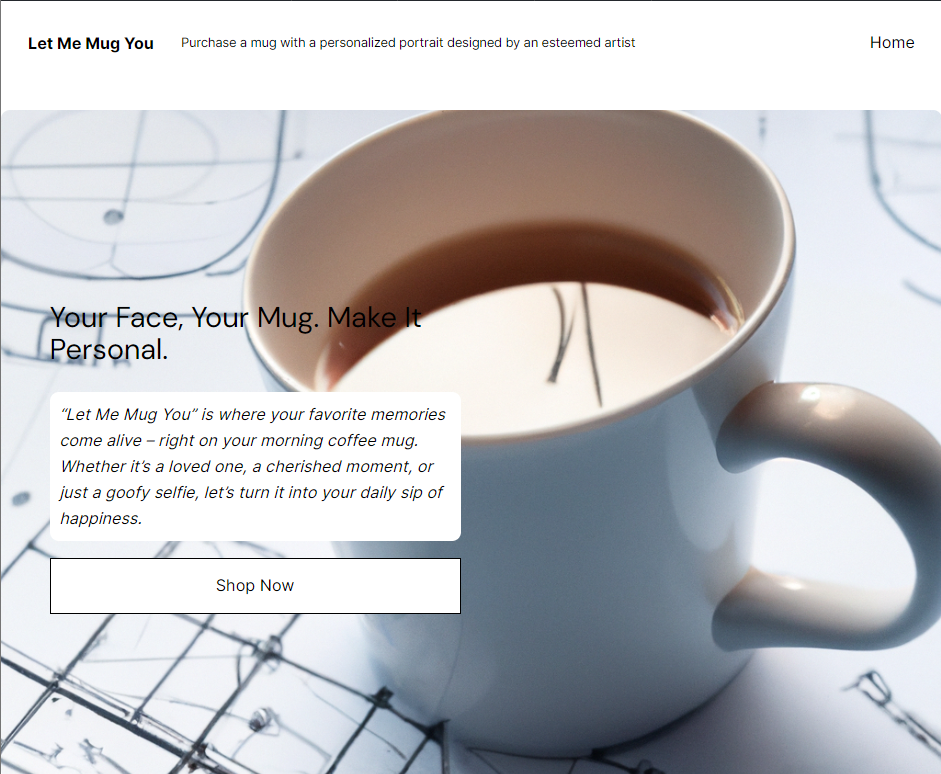 Let Me Mug You
Purchase a mug with a personalized portrait designed by an esteemed artist
Home
Your Face, Your Mug. Make It
Personal.
“Let Me Mug You” is where your favorite memories
come alive – right on your morning coffee mug.
Whether it’s a loved one, a cherished moment, or
just a goofy selfie, let’s turn it into your daily sip of
happiness.
Shop Now